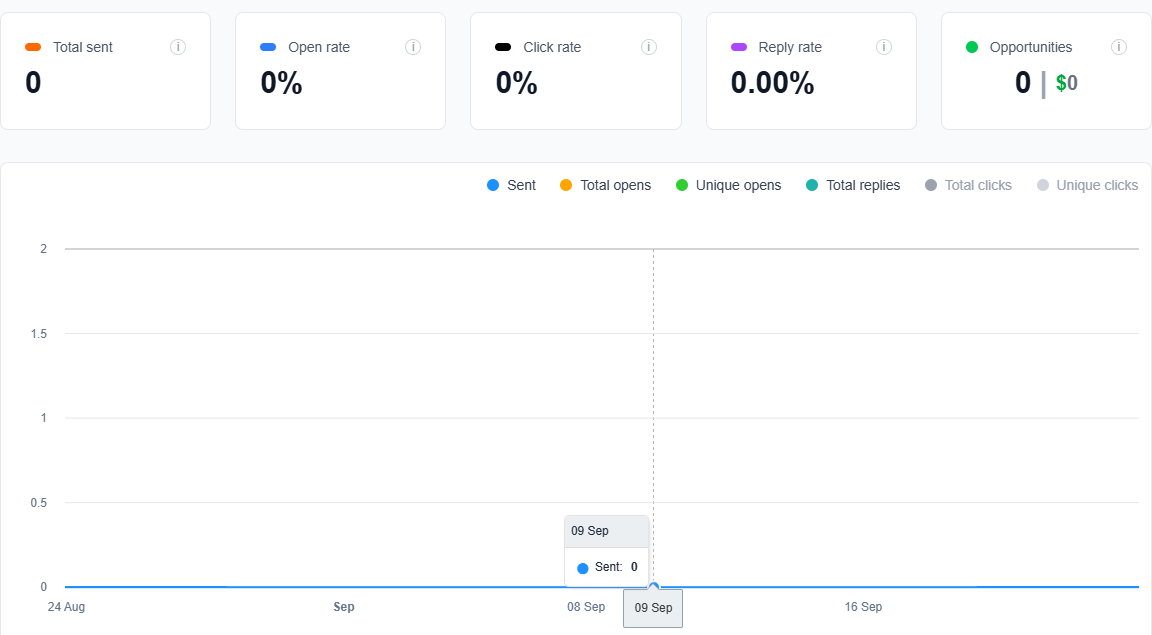 Total sent
0
Open rate
0%
Click rate
0%
Reply rate
0.00%
Opportunities
0 | $0
Sent Total opens Unique opens Total replies Total clicks Unique clicks
2
1.5
1
0.5
09 Sep
Sent: 0
0
24 Aug Sep 08 Sep 09 Sep 16 Sep